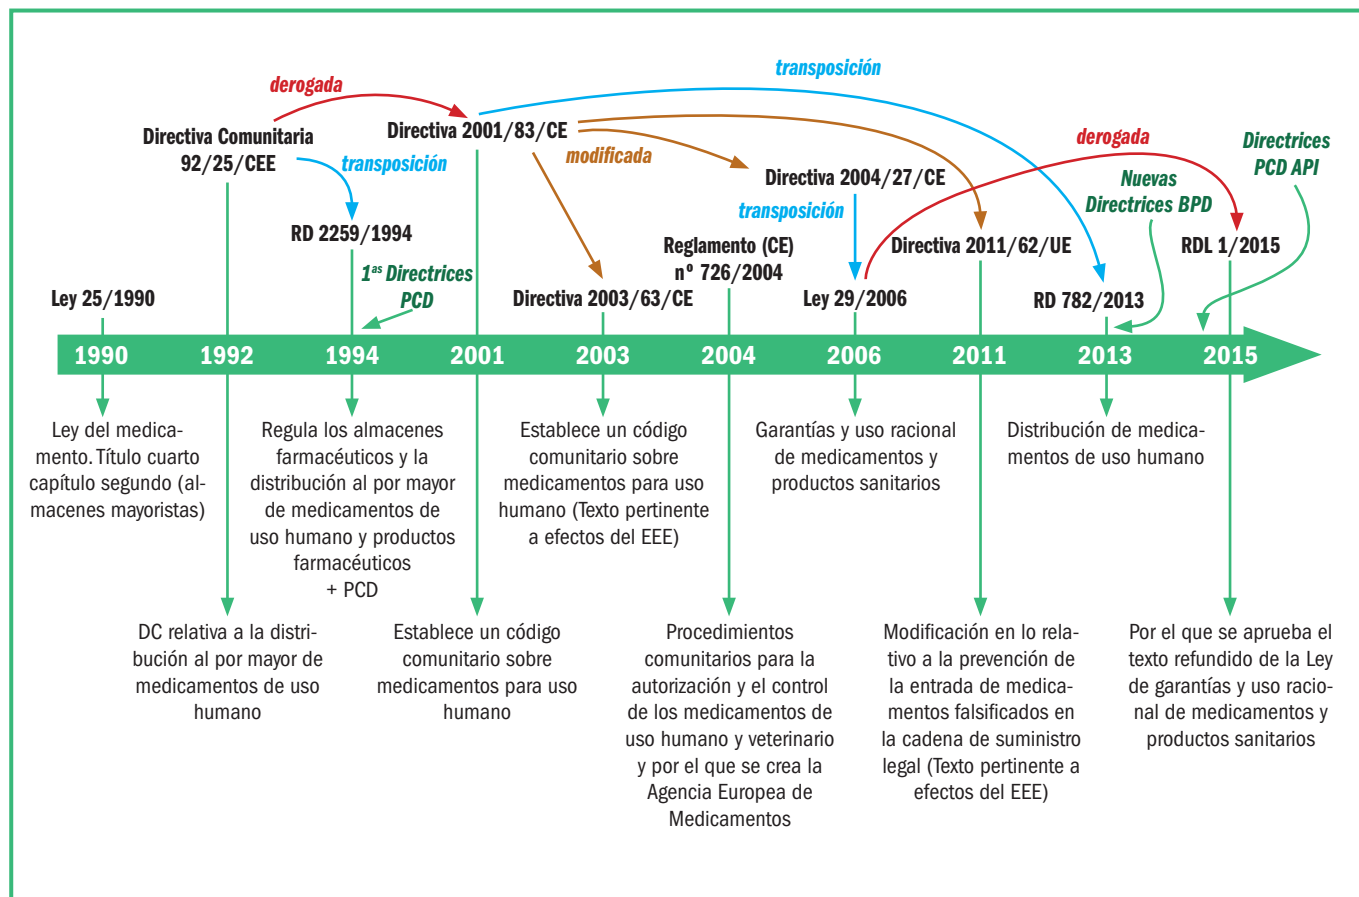 transposición
derogada
Directiva Comunitaria
92/25/CEE
transposición
RD 2259/1994
1as Directrices
PCD
Directiva 2001/83/CE
modificada
Directiva 2004/27/CE
transposición
derogada
Directrices
PCD API
Nuevas
Directrices BPD
Ley 25/1990
Directiva 2003/63/CE
Reglamento (CE)
nº 726/2004
Ley 29/2006
Directiva 2011/62/UE
RD 782/2013
RDL 1/2015
1990
1992
1994
2001
2003
2004
2006
2011
2013
2015
Ley del medica-
mento. Título cuarto
capítulo segundo (al-
macenes mayoristas)
Regula los almacenes
farmacéuticos y la
distribución al por mayor
de medicamentos de
uso humano y productos
farmacéuticos
+ PCD
Establece un código
comunitario sobre
medicamentos para uso
humano (Texto pertinente
a efectos del EEE)
Garantías y uso racional
de medicamentos y
productos sanitarios
Distribución de medica-
mentos de uso humano
DC relativa a la distri-
bución al por mayor de
medicamentos de uso
humano
Establece un código
comunitario sobre
medicamentos para uso
humano
Procedimientos
comunitarios para la
autorización y el control
de los medicamentos de
uso humano y veterinario
y por el que se crea la
Agencia Europea de
Medicamentos
Modificación en lo rela-
tivo a la prevención de
la entrada de medica-
mentos falsificados en
la cadena de suministro
legal (Texto pertinente a
efectos del EEE)
Por el que se aprueba el
texto refundido de la Ley
de garantías y uso racio-
nal de medicamentos y
productos sanitarios